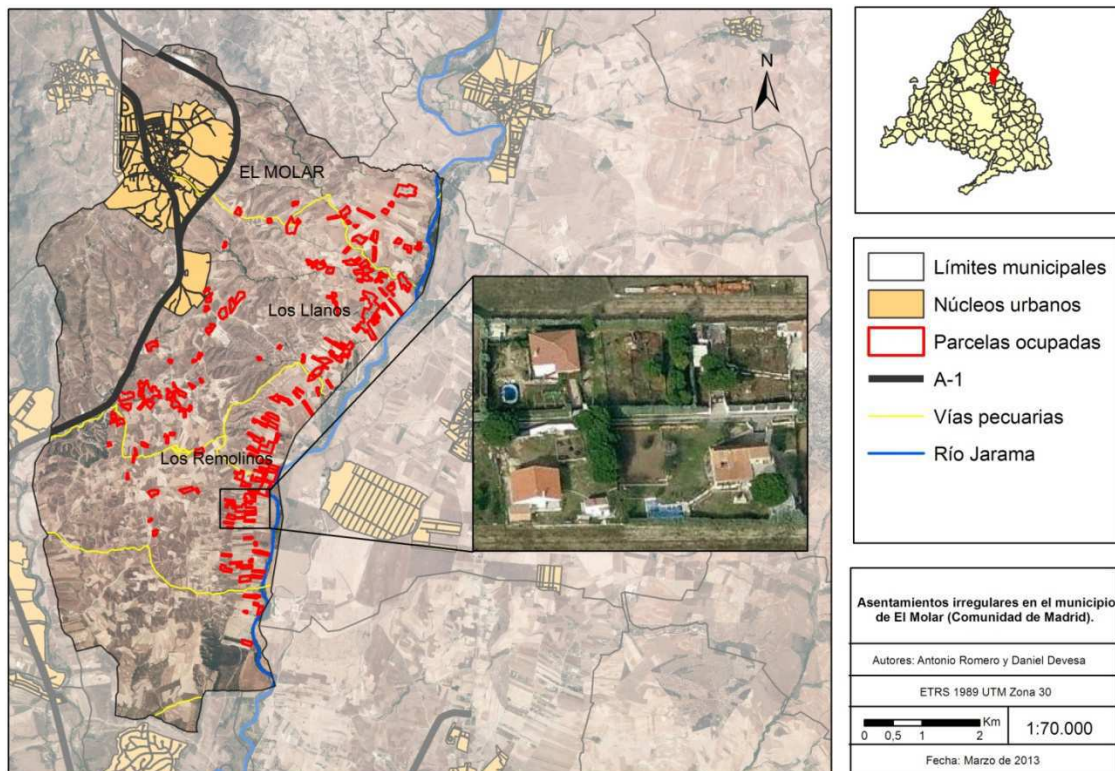 N
EL MOLAR
Los Llanos
Los Remolinos
Límites municipales
Núcleos urbanos
Parcelas ocupadas
A-1
Vías pecuarias
Río Jarama
Asentamientos irregulares en el municipio
de El Molar (Comunidad de Madrid).
Autores: Antonio Romero y Daniel Devesa
ETRS 1989 UTM Zona 30
Km
0 0,5 1 2
1:70.000
Fecha: Marzo de 2013